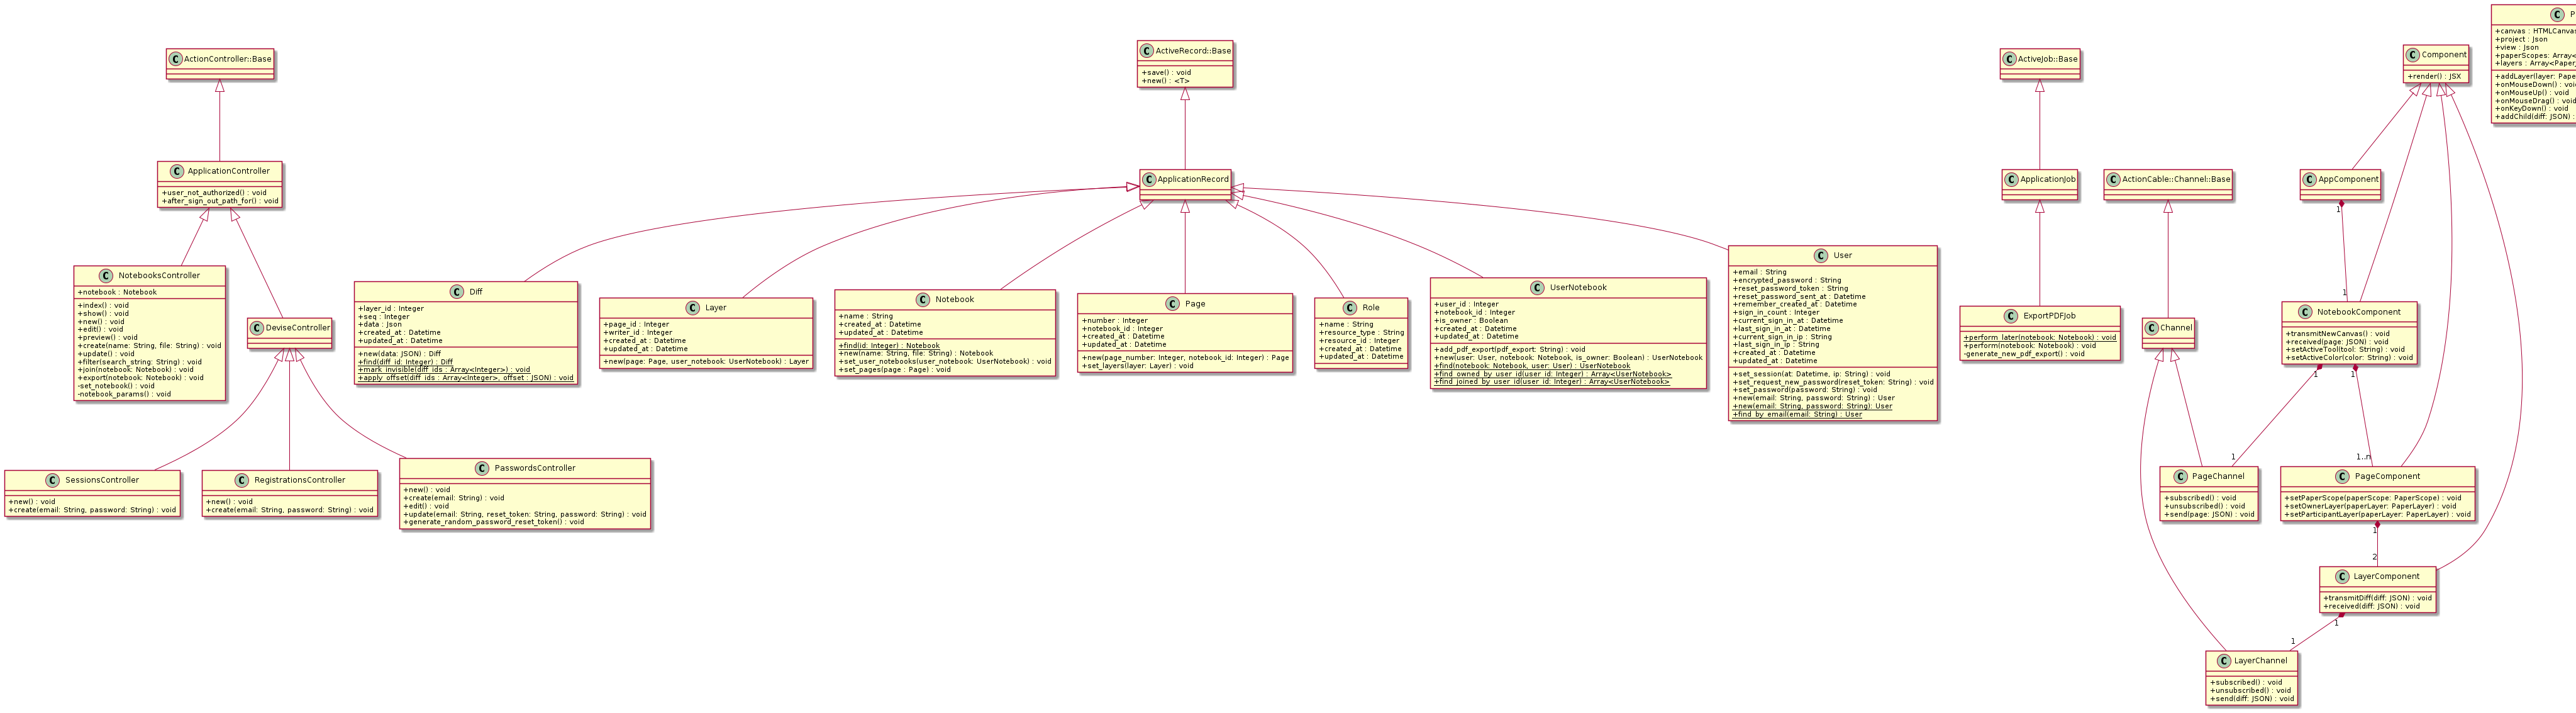 ActionController::Base
ApplicationController
+user_not_authorized() : void
+after_sign_out_path_for() : void
NotebooksController
+notebook : Notebook
+index() : void
+show() : void
+new() : void
+edit() : void
+preview() : void
+create(name: String, file: String) : void
+update() : void
+filter(search_string: String) : void
+join(notebook: Notebook) : void
+export(notebook: Notebook) : void
-set_notebook() : void
-notebook_params() : void
DeviseController
SessionsController
+new() : void
+create(email: String, password: String) : void
RegistrationsController
+new() : void
+create(email: String, password: String) : void
PasswordsController
+new() : void
+create(email: String) : void
+edit() : void
+update(email: String, reset_token: String, password: String) : void
+generate_random_password_reset_token() : void
ActiveRecord::Base
+save() : void
+new() : <T>
ApplicationRecord
Diff
+layer_id : Integer
+seq : Integer
+data : Json
+created_at : Datetime
+updated_at : Datetime
+new(data: JSON) : Diff
+find(diff_id: Integer) : Diff
+mark_invisible(diff_ids : Array<Integer>) : void
+apply_offset(diff_ids : Array<Integer>, offset : JSON) : void
Layer
+page_id : Integer
+writer_id : Integer
+created_at : Datetime
+updated_at : Datetime
+new(page: Page, user_notebook: UserNotebook) : Layer
Notebook
+name : String
+created_at : Datetime
+updated_at : Datetime
+find(id: Integer) : Notebook
+new(name: String, file: String) : Notebook
+set_user_notebooks(user_notebook: UserNotebook) : void
+set_pages(page : Page) : void
Page
+number : Integer
+notebook_id : Integer
+created_at : Datetime
+updated_at : Datetime
+new(page_number: Integer, notebook_id: Integer) : Page
+set_layers(layer: Layer) : void
Role
+name : String
+resource_type : String
+resource_id : Integer
+created_at : Datetime
+updated_at : Datetime
UserNotebook
+user_id : Integer
+notebook_id : Integer
+is_owner : Boolean
+created_at : Datetime
+updated_at : Datetime
+add_pdf_export(pdf_export: String) : void
+new(user: User, notebook: Notebook, is_owner: Boolean) : UserNotebook
+find(notebook: Notebook, user: User) : UserNotebook
+find_owned_by_user_id(user_id: Integer) : Array<UserNotebook>
+find_joined_by_user_id(user_id: Integer) : Array<UserNotebook>
User
+email : String
+encrypted_password : String
+reset_password_token : String
+reset_password_sent_at : Datetime
+remember_created_at : Datetime
+sign_in_count : Integer
+current_sign_in_at : Datetime
+last_sign_in_at : Datetime
+current_sign_in_ip : String
+last_sign_in_ip : String
+created_at : Datetime
+updated_at : Datetime
+set_session(at: Datetime, ip: String) : void
+set_request_new_password(reset_token: String) : void
+set_password(password: String) : void
+new(email: String, password: String) : User
+new(email: String, password: String): User
+find_by_email(email: String) : User
ActiveJob::Base
ApplicationJob
ExportPDFJob
+perform_later(notebook: Notebook) : void
+perform(notebook: Notebook) : void
-generate_new_pdf_export() : void
ActionCable::Channel::Base
Channel
PageChannel
+subscribed() : void
+unsubscribed() : void
+send(page: JSON) : void
LayerChannel
+subscribed() : void
+unsubscribed() : void
+send(diff: JSON) : void
Component
+render() : JSX
AppComponent
1
1
NotebookComponent
+transmitNewCanvas() : void
+received(page: JSON) : void
+setActiveTool(tool: String) : void
+setActiveColor(color: String) : void
1
1
1
1..n
PageComponent
+setPaperScope(paperScope: PaperScope) : void
+setOwnerLayer(paperLayer: PaperLayer) : void
+setParticipantLayer(paperLayer: PaperLayer) : void
1
2
LayerComponent
+transmitDiff(diff: JSON) : void
+received(diff: JSON) : void
1
1
P
+canvas : HTMLCanvas
+project : Json
+view : Json
+paperScopes: Array<
+layers : Array<Paper
+addLayer(layer: Pape
+onMouseDown() : voi
+onMouseUp() : void
+onMouseDrag() : void
+onKeyDown() : void
+addChild(diff: JSON) :